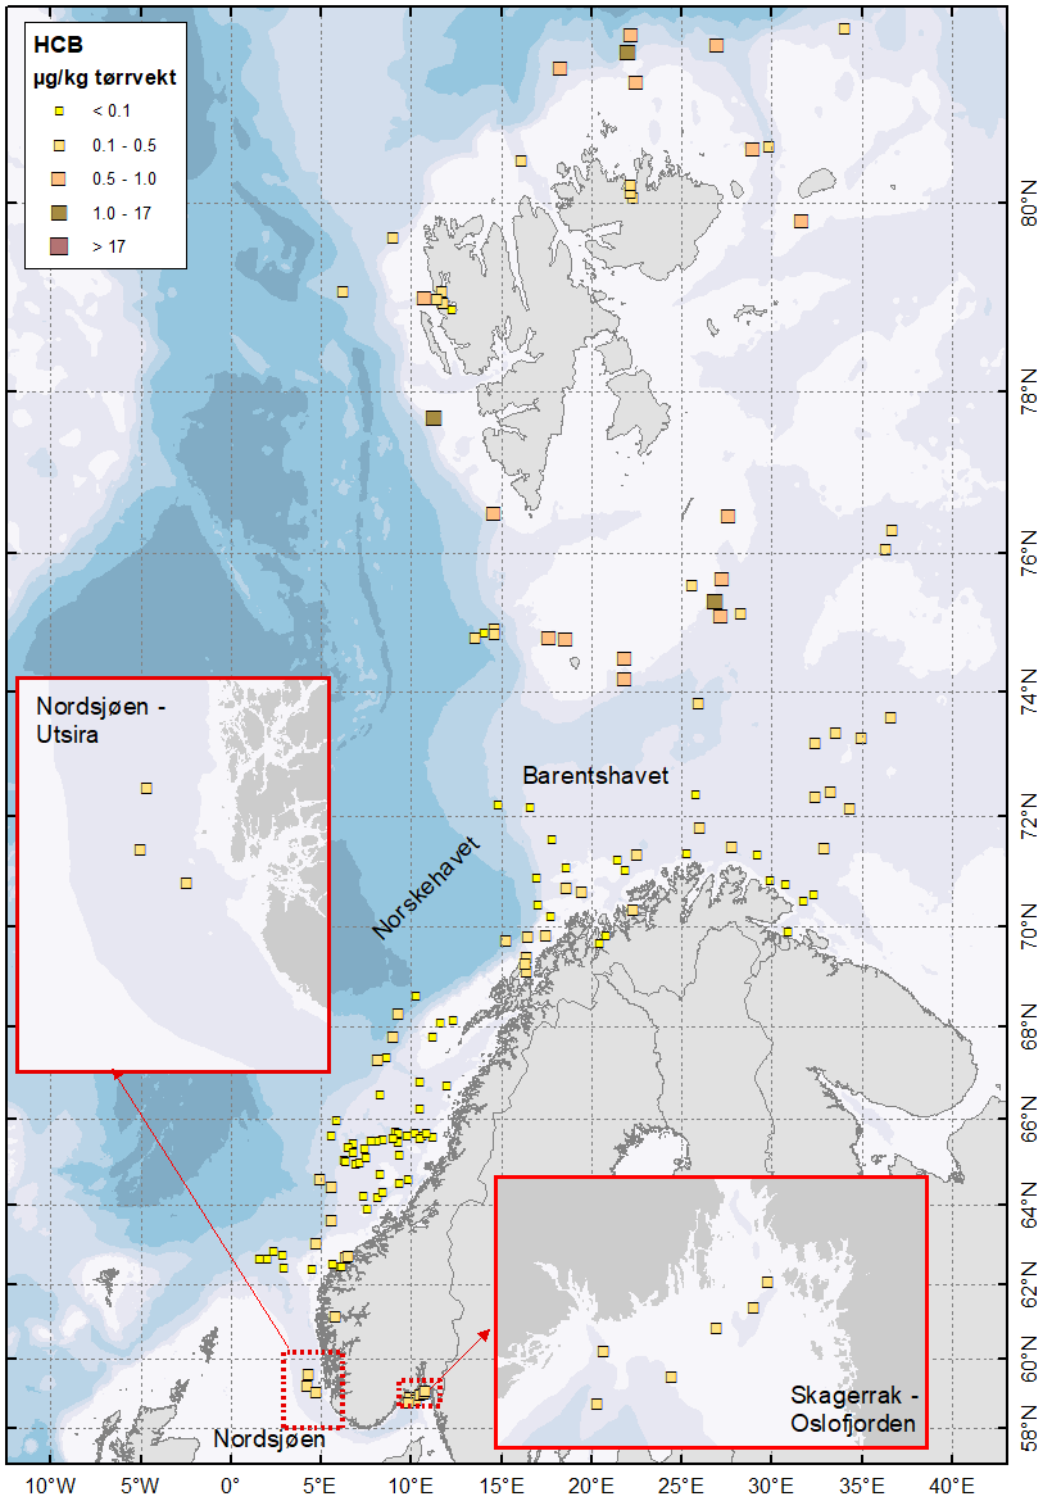 HCB
µg/kg tørrvekt
< 0.1
0.1 - 0.5
0.5 - 1.0
1.0 - 17
> 17
80°N
78°N
76°N
74°N
72°N
70°N
68°N
66°N
64°N
62°N
60°N
58°N
Nordsjøen -
Utsira
Barentshavet
Norskehavet
Skagerrak -
Oslofjorden
Nordsjøen
10°W
5°W
0°
5°E
10°E
15°E
20°E
25°E
30°E
35°E
40°E